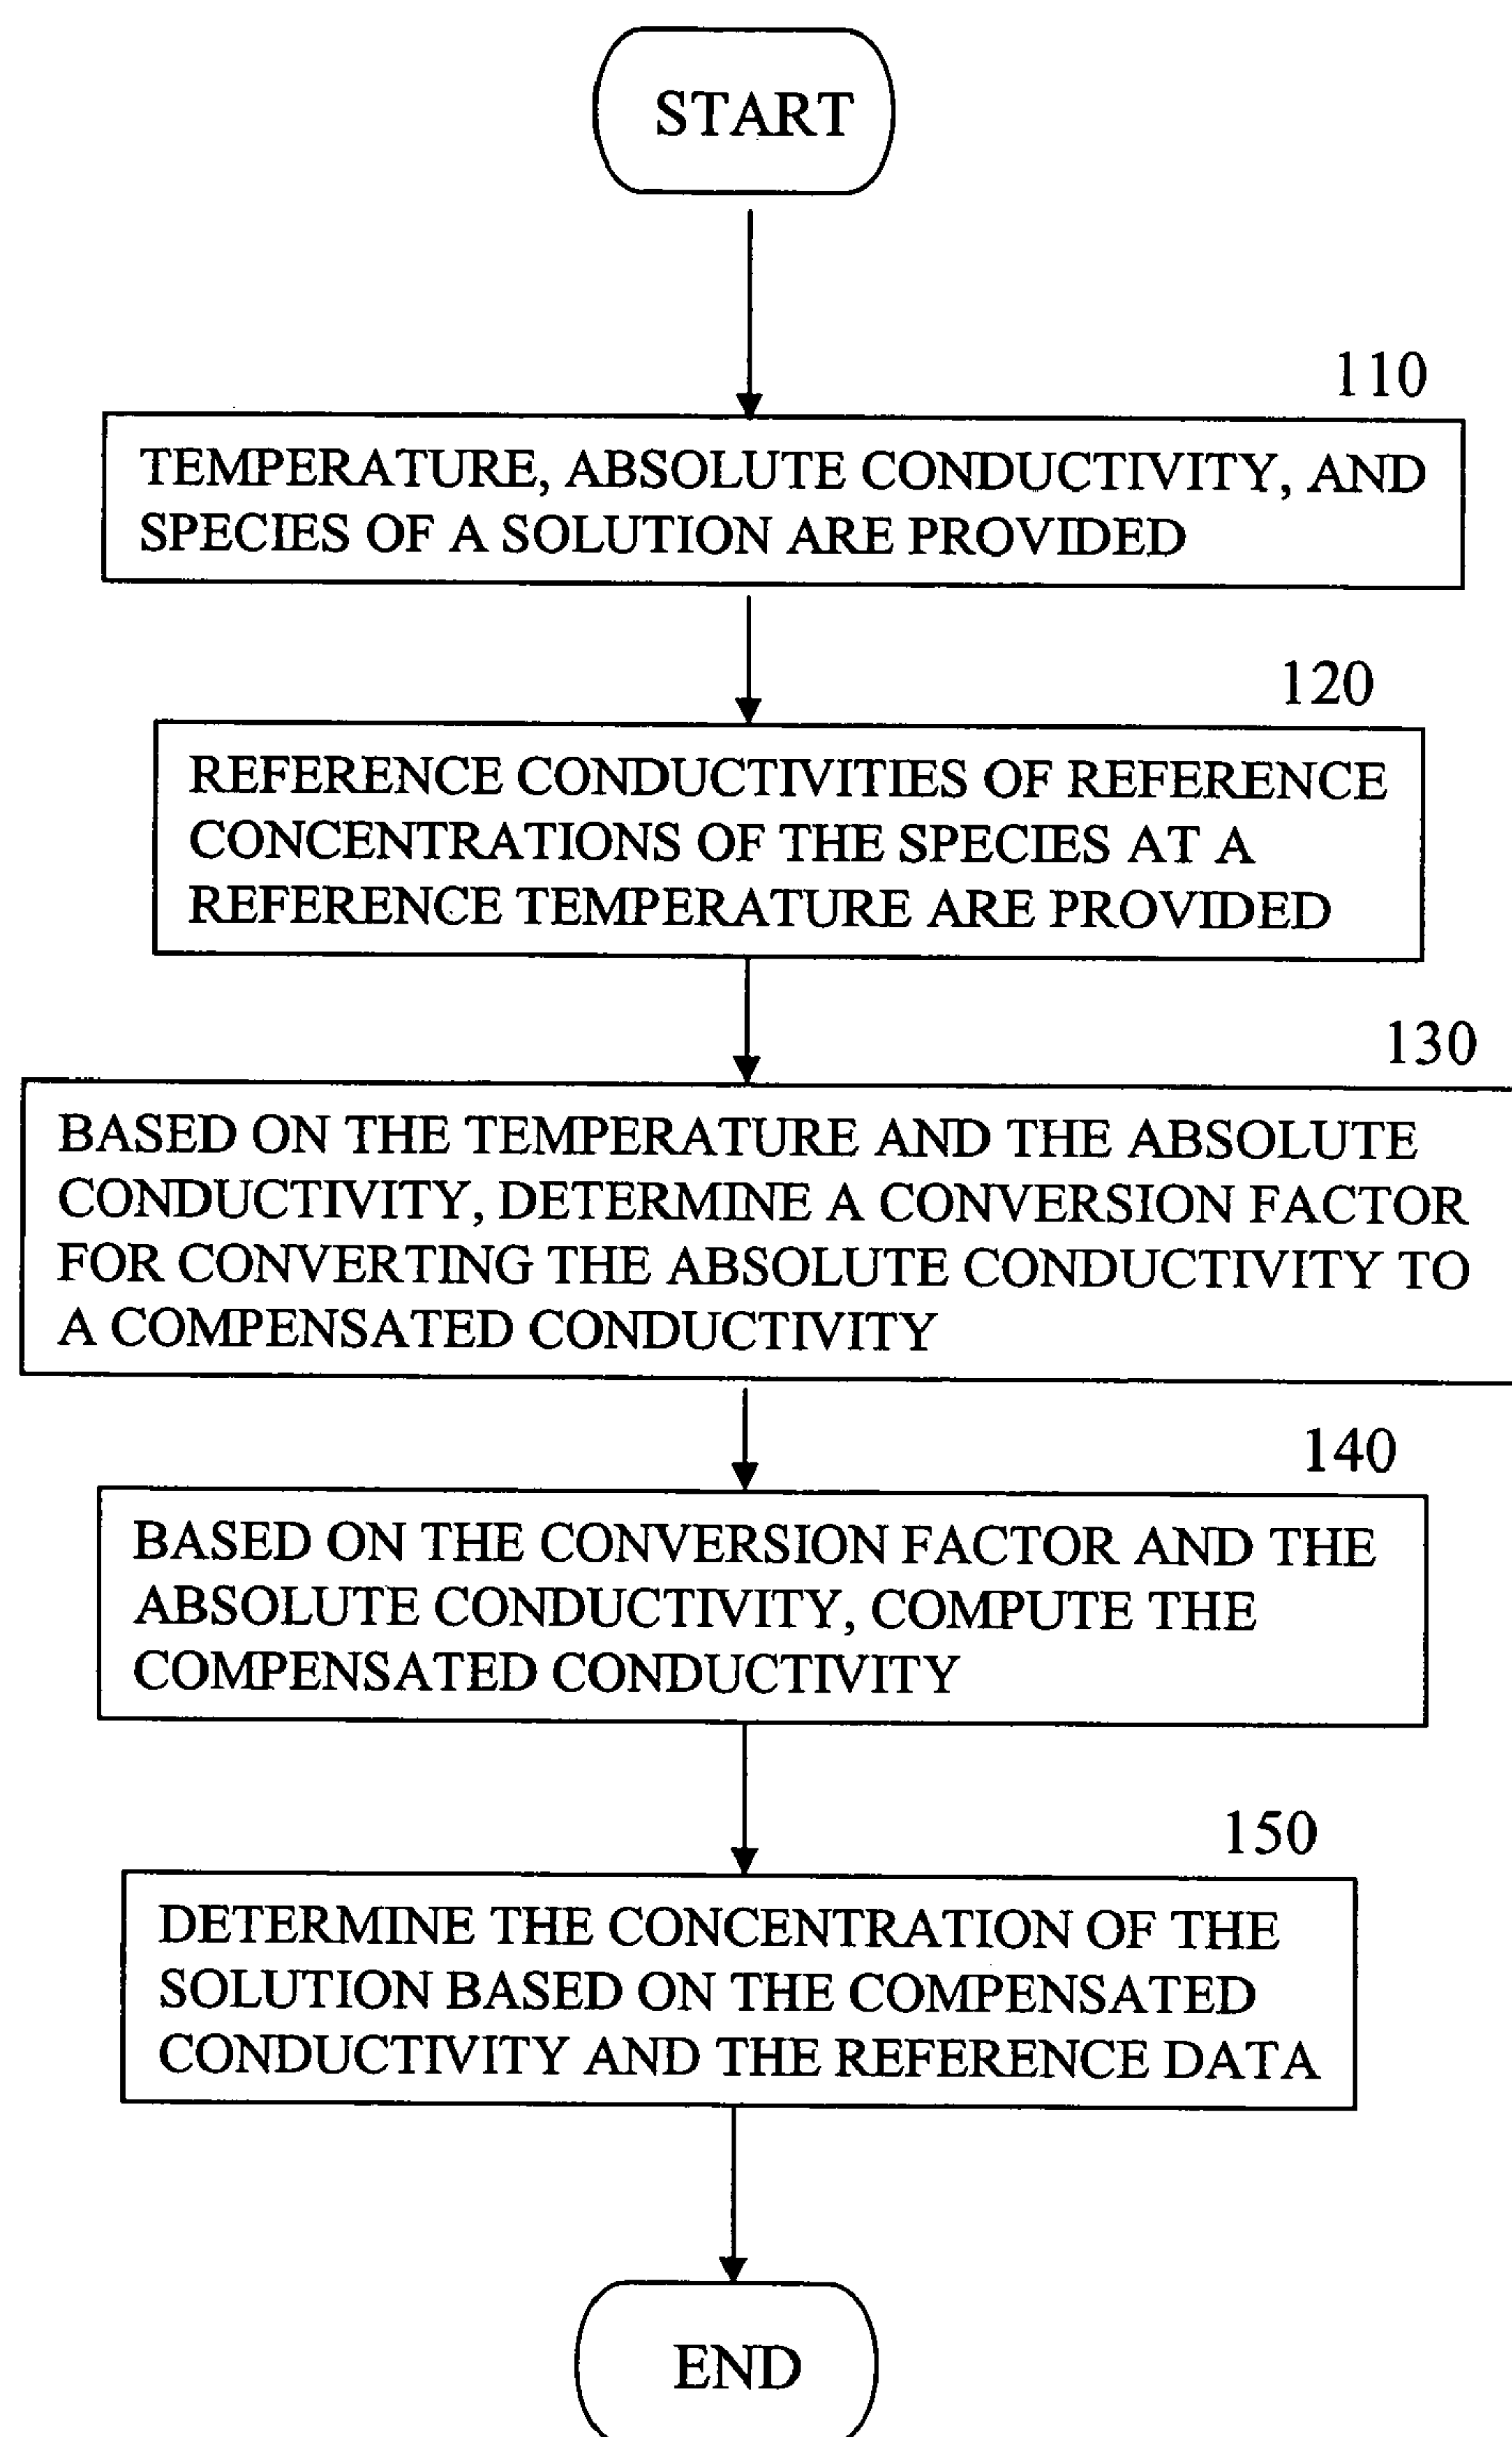 START
110
TEMPERATURE, ABSOLUTE CONDUCTIVITY, AND
SPECIES OF A SOLUTION ARE PROVIDED
120
REFERENCE CONDUCTIVITIES OF REFERENCE
CONCENTRATIONS OF THE SPECIES AT A
REFERENCE TEMPERATURE ARE PROVIDED
130
BASED ON THE TEMPERATURE AND THE ABSOLUTE
CONDUCTIVITY, DETERMINE A CONVERSION FACTOR
FOR CONVERTING THE ABSOLUTE CONDUCTIVITY TO
A COMPENSATED CONDUCTIVITY
140
BASED ON THE CONVERSION FACTOR AND THE
ABSOLUTE CONDUCTIVITY, COMPUTE THE
COMPENSATED CONDUCTIVITY
150
DETERMINE THE CONCENTRATION OF THE
SOLUTION BASED ON THE COMPENSATED
CONDUCTIVITY AND THE REFERENCE DATA
END